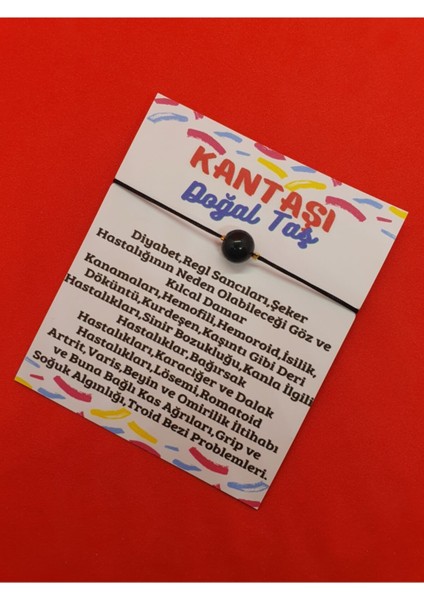 KANTAŞI
Doğal Taş
Diyabet,Regl Sancıları,Şeker
Hastalığının Neden Olabileceği Göz ve
Kılcal Damar
Kanamaları,Hemofili,Hemoroid,İsilik,
Döküntü,Kurdeşen,Kaşıntı Gibi Deri
Hastalıkları,Sinir Bozukluğu,Kanla İlgili
Hastalıklar,Bağırsak
Hastalıkları,Karaciğer ve Dalak
Hastalıkları,Lösemi,Romatoid
Artrit,Varis,Beyin ve Omirilik İltihabı
ve Buna Bağlı Kas Ağrıları,Grip ve
Soğuk Algınlığı,Troid Bezi Problemleri.